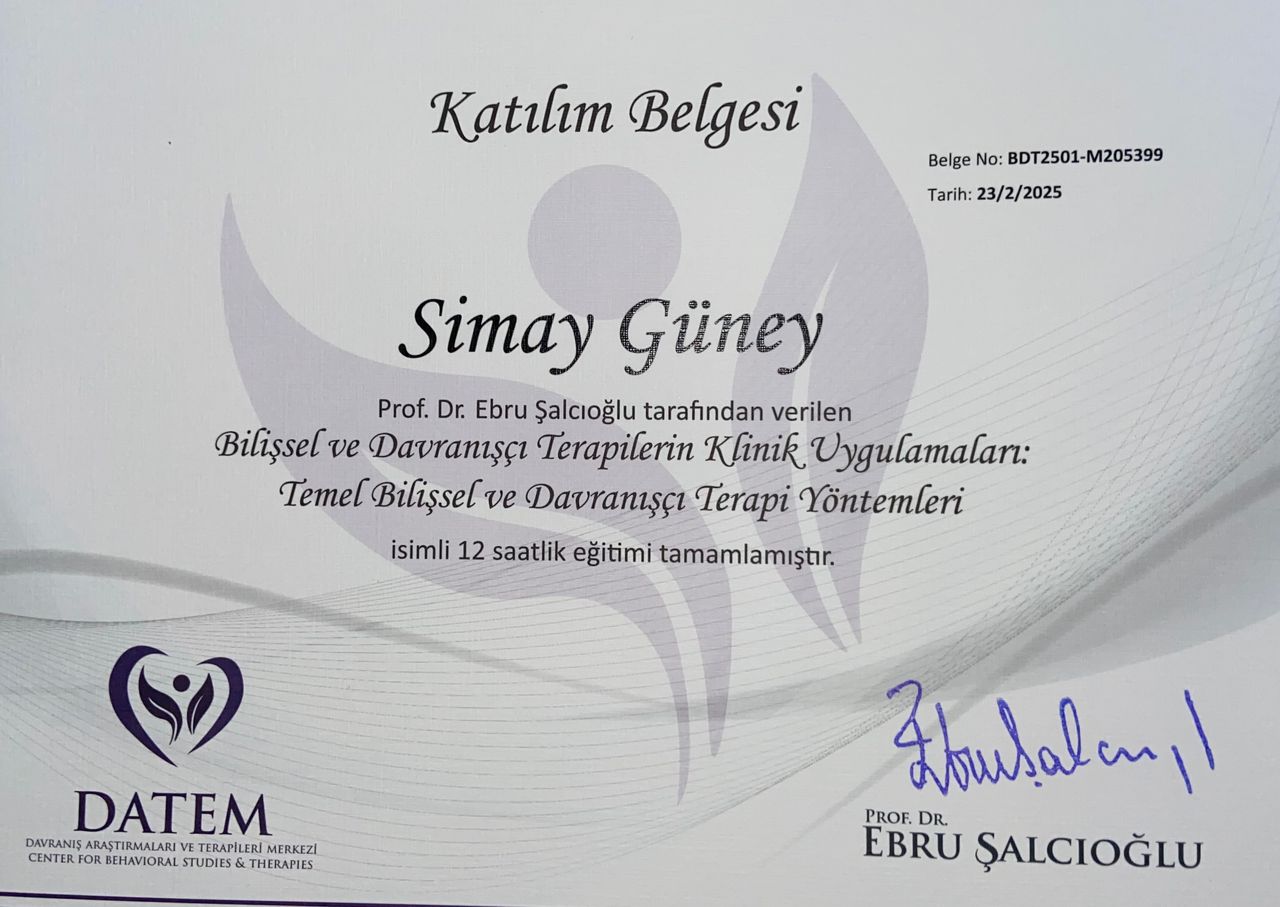 Katılım Belgesi
Belge No: BDT2501-M205399
Tarih: 23/2/2025
Simay Güney
Prof. Dr. Ebru Şalcıoğlu tarafından verilen
Bilişsel ve Davranışçı Terapilerin Klinik Uygulamaları:
Temel Bilişsel ve Davranışçı Terapi Yöntemleri
isimli 12 saatlik eğitimi tamamlamıştır.
DATEM
DAVRANIŞ ARAŞTIRMALARI VE TERAPİLERİ MERKEZİ
CENTER FOR BEHAVIORAL STUDIES & THERAPIES
PROF. DR.
EBRU ŞALCIOĞLU